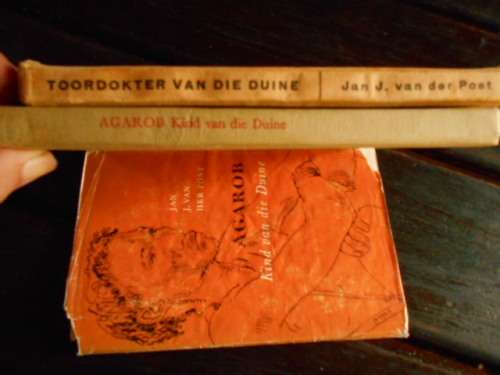 TOORDOKTER VAN DIE DUINE | Jan J. van der Post
AGAROB Kind van die Duine
JAN
J. VAN
DER POST
AGAROB
Kind van die Duine